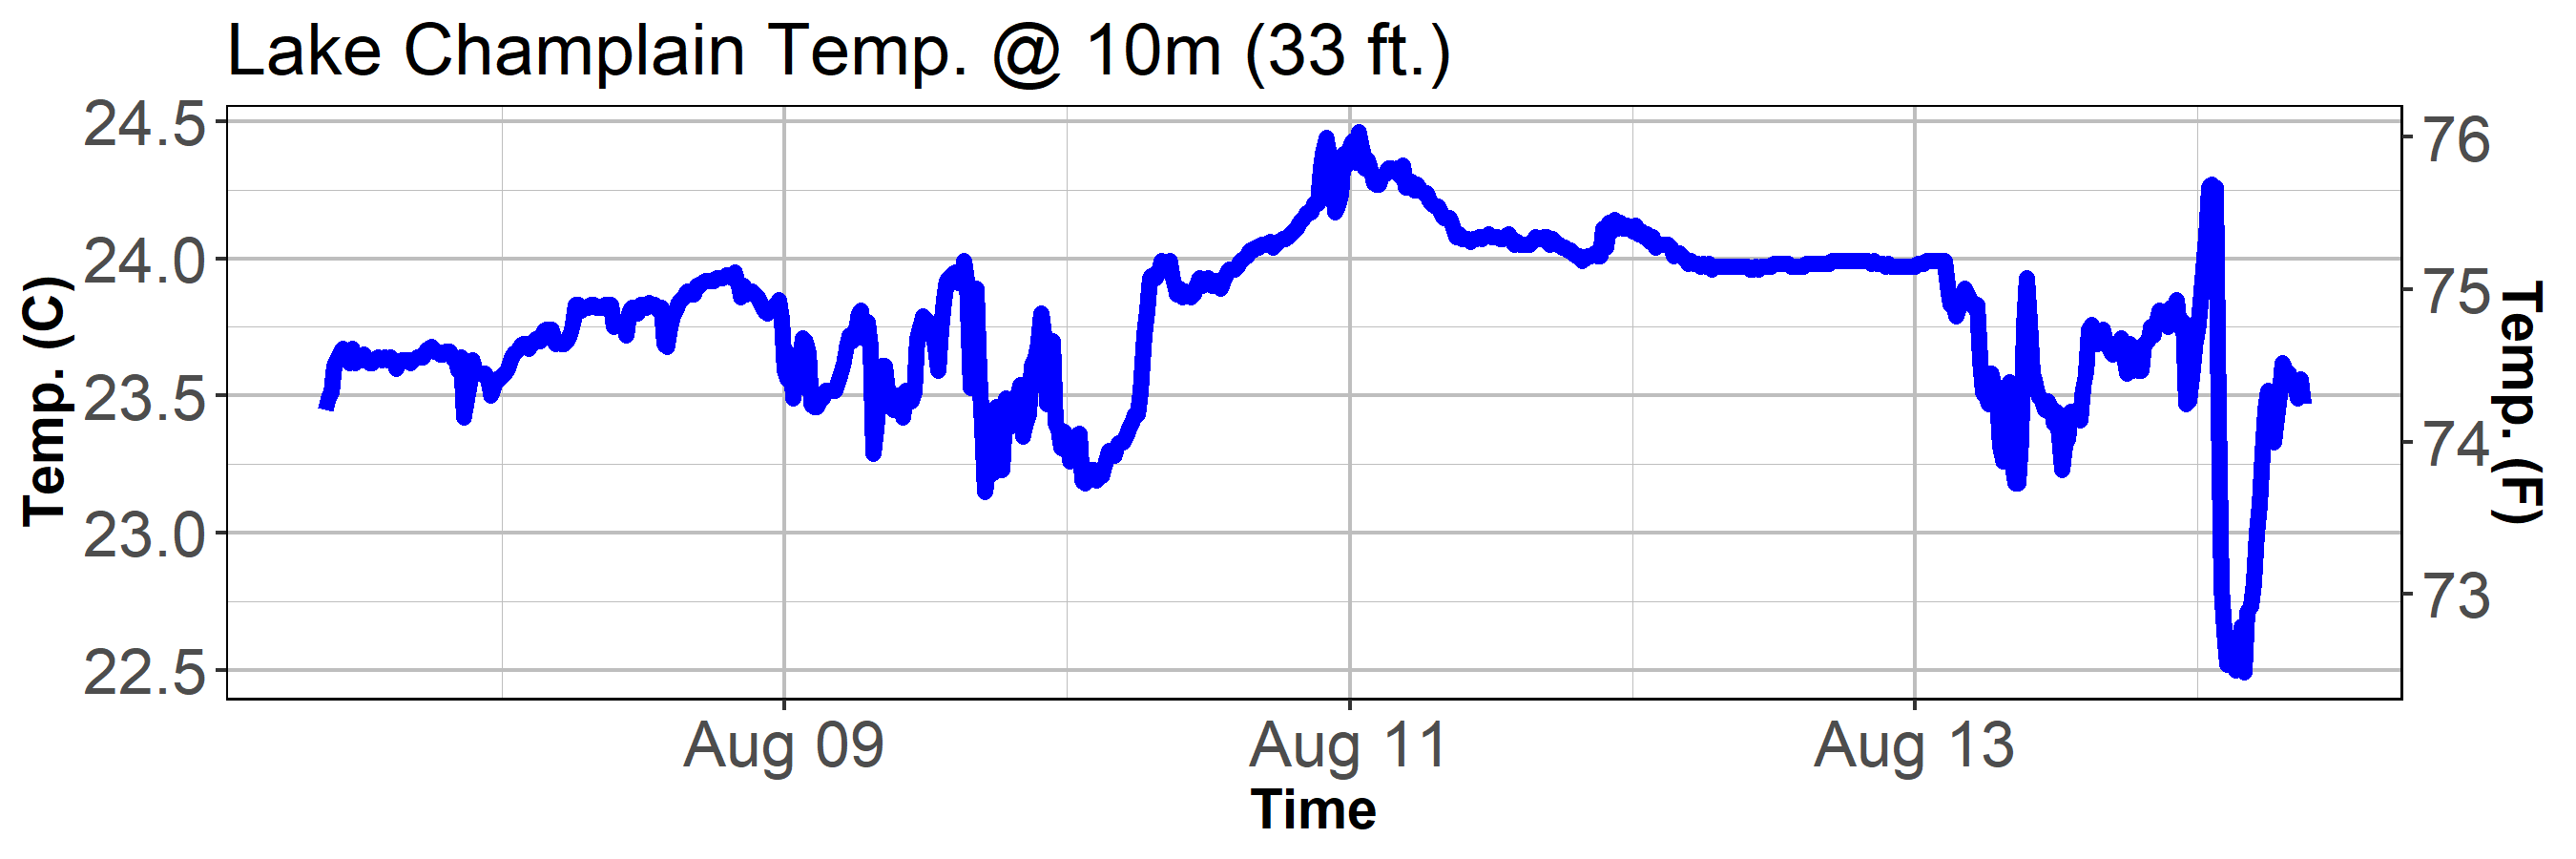 Lake Champlain Temp. @ 10m (33 ft.)
Temp. (C)
24.5
24.0
23.5
23.0
22.5
76
75
74
73
Temp. (F)
Aug 09
Aug 11
Aug 13
Time